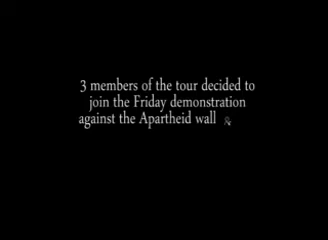 3 members of the tour decided to
join the Friday demonstration
against the Apartheid wall &